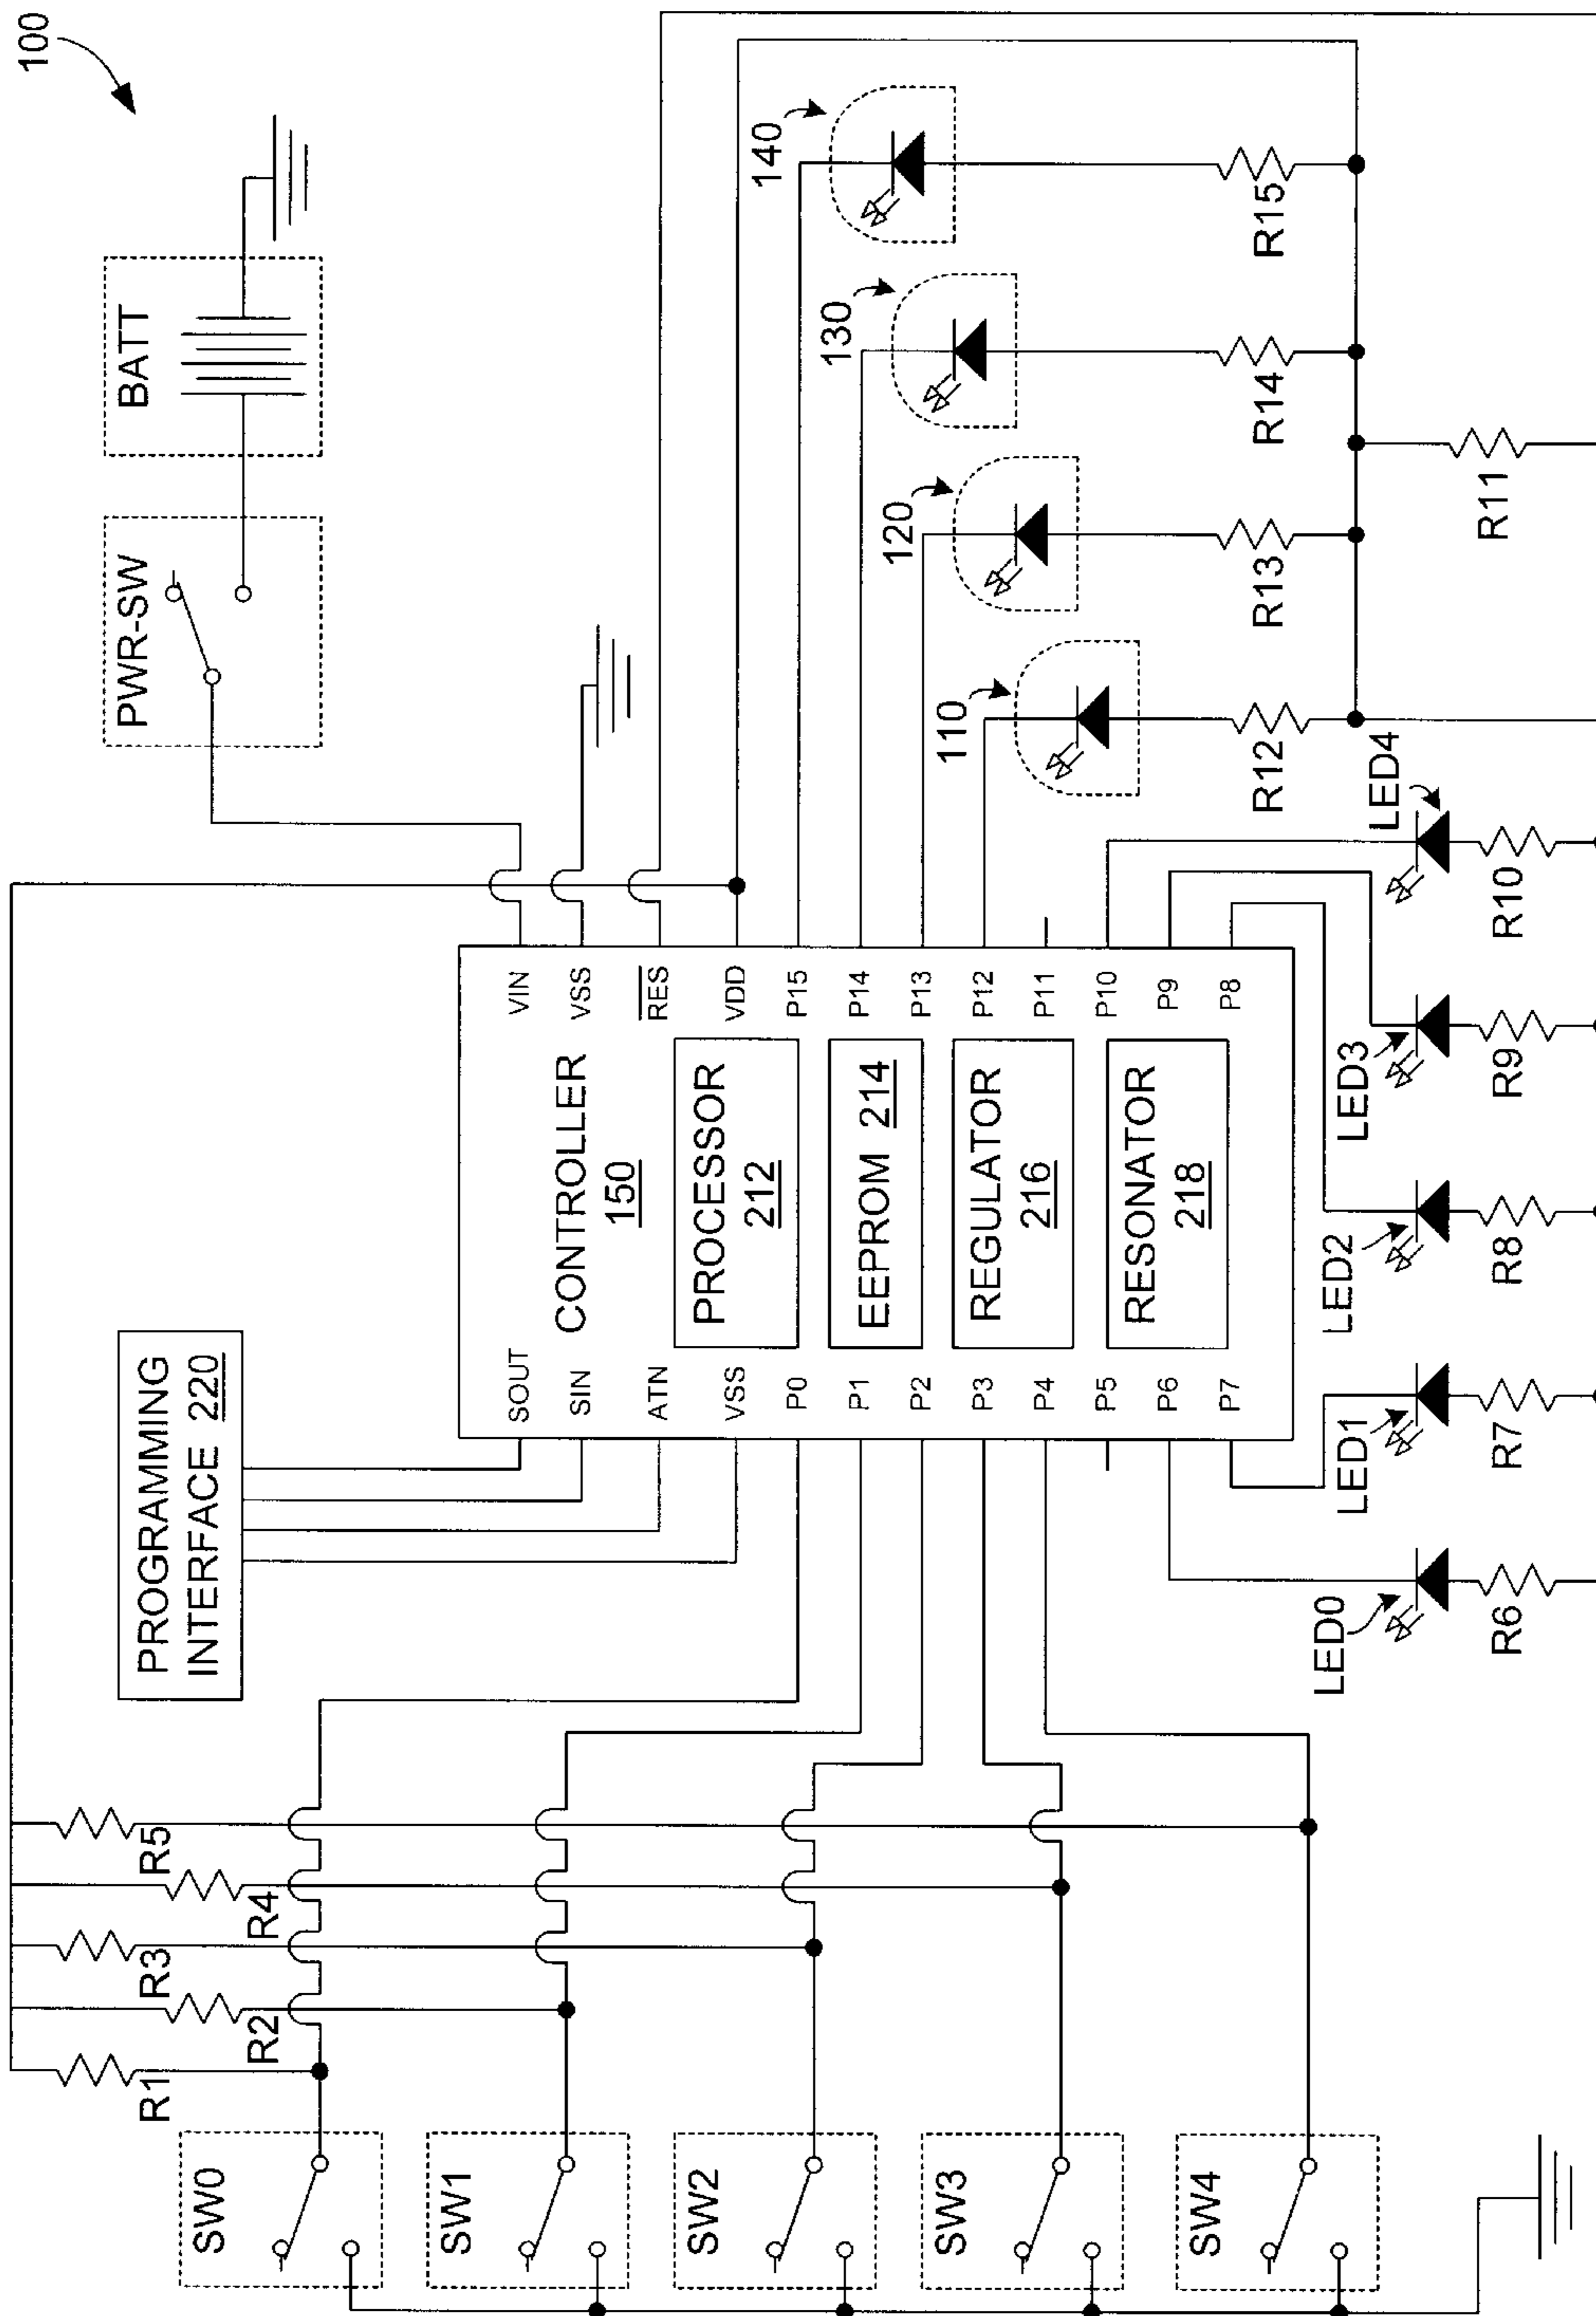 100
BATT
PWR-SW
PROGRAMMING
INTERFACE 220
R1
R2
R3
R4
R5
SW0
SW1
SW2
SW3
SW4
CONTROLLER
150
PROCESSOR
212
EEPROM 214
REGULATOR
216
RESONATOR
218
SOUT
SIN
ATN
VSS
P0
P1
P2
P3
P4
P5
P6
P7
VIN
VSS
RES
VDD
P15
P14
P13
P12
P11
P10
P9
P8
110
120
130
140
R12
R13
R14
R15
R11
LED0
LED1
LED2
LED3
LED4
R6
R7
R8
R9
R10